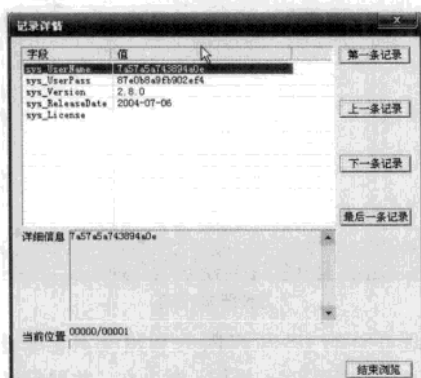 记录详情
字段 值
sys_UserName 7a57a5a743894a0e
sys_UserPass 87e0b8a9fb902ef4
sys_Version 2.8.0
sys_ReleaseDate 2004-07-06
sys_License
第一条记录
上一条记录
下一条记录
最后一条记录
详细信息 7a57a5a743894a0e
当前位置 00000/00001
结束浏览